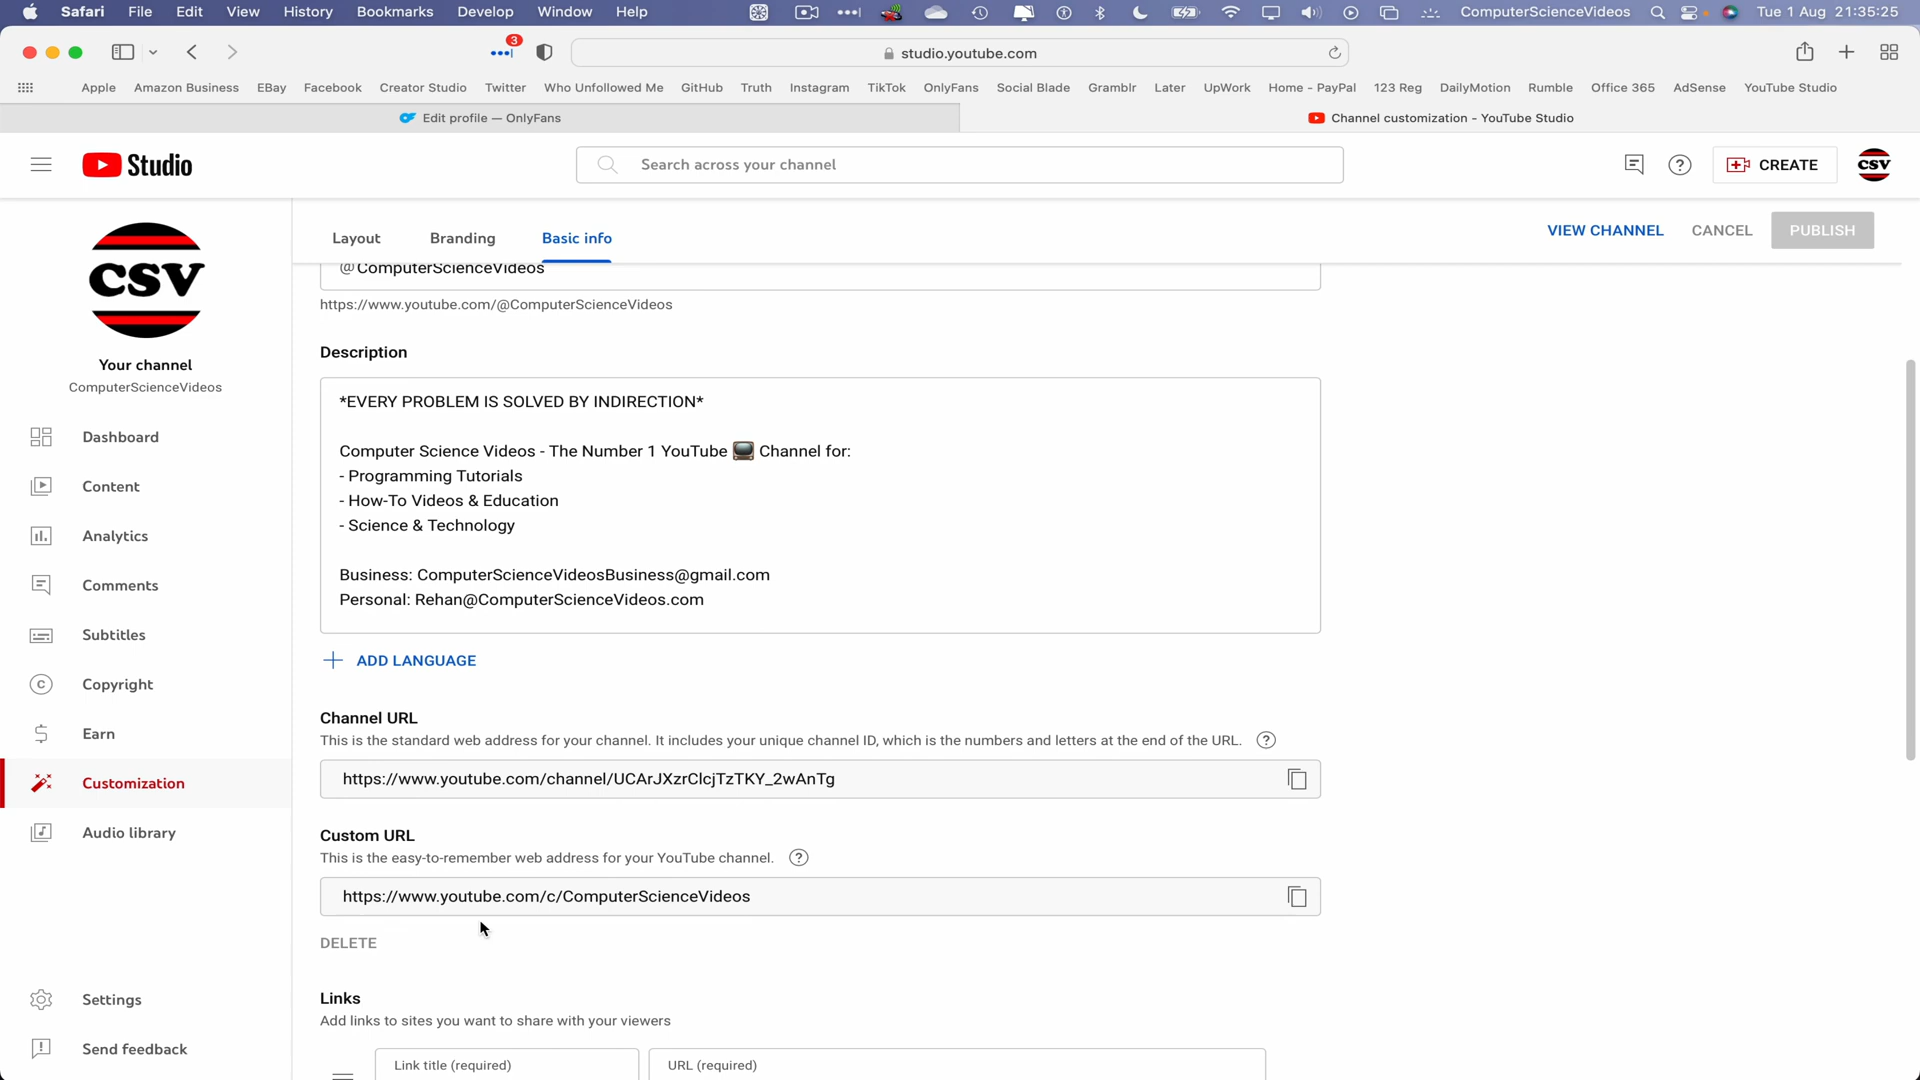 Safari File Edit View History Bookmarks Develop Window Help ComputerScienceVideos Tue 1 Aug 21:35:25
3
studio.youtube.com
Apple Amazon Business EBay Facebook Creator Studio Twitter Who Unfollowed Me GitHub Truth Instagram TikTok OnlyFans Social Blade Gramblr Later UpWork Home - PayPal 123 Reg DailyMotion Rumble Office 365 AdSense YouTube Studio
Edit profile — OnlyFans Channel customization - YouTube Studio
Studio Search across your channel CREATE CSV
Layout Branding Basic info VIEW CHANNEL CANCEL PUBLISH
CSV
Your channel
ComputerScienceVideos
Dashboard
Content
Analytics
Comments
Subtitles
Copyright
Earn
Customization
Audio library
Settings
Send feedback
@ComputerScienceVideos
https://www.youtube.com/@ComputerScienceVideos
Description
*EVERY PROBLEM IS SOLVED BY INDIRECTION*
Computer Science Videos - The Number 1 YouTube 📺 Channel for:
- Programming Tutorials
- How-To Videos & Education
- Science & Technology
Business: ComputerScienceVideosBusiness@gmail.com
Personal: Rehan@ComputerScienceVideos.com
ADD LANGUAGE
Channel URL
This is the standard web address for your channel. It includes your unique channel ID, which is the numbers and letters at the end of the URL.
https://www.youtube.com/channel/UCArJXzrClcjTzTKY_2wAnTg
Custom URL
This is the easy-to-remember web address for your YouTube channel.
https://www.youtube.com/c/ComputerScienceVideos
DELETE
Links
Add links to sites you want to share with your viewers
Link title (required) URL (required)